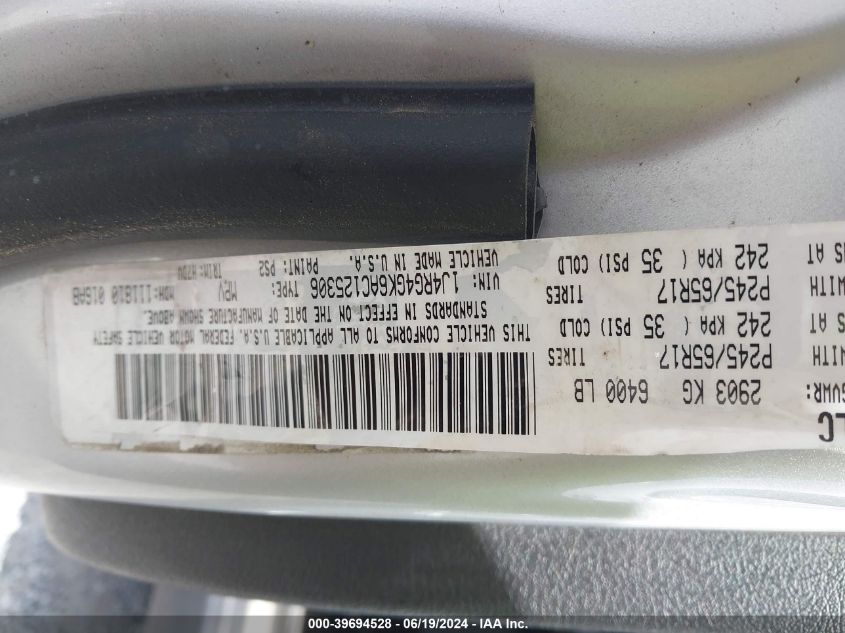 LC
GVWR:
2903 KG 6400 LB
WITH P245/65R17 TIRES
S AT 242 KPA ( 35 PSI) COLD
WITH P245/65R17 TIRES
NS AT 242 KPA ( 35 PSI) COLD
THIS VEHICLE CONFORMS TO ALL APPLICABLE U.S.A. FEDERAL MOTOR VEHICLE SAFETY
STANDARDS IN EFFECT ON THE DATE OF MANUFACTURE SHOWN ABOVE.
VIN: 1J4RG4GK6AC125306 TYPE: MPV MDH:111810 016AB
VEHICLE MADE IN U.S.A. PAINT: PS2
000-39694528 - 06/19/2024 - IAA Inc.